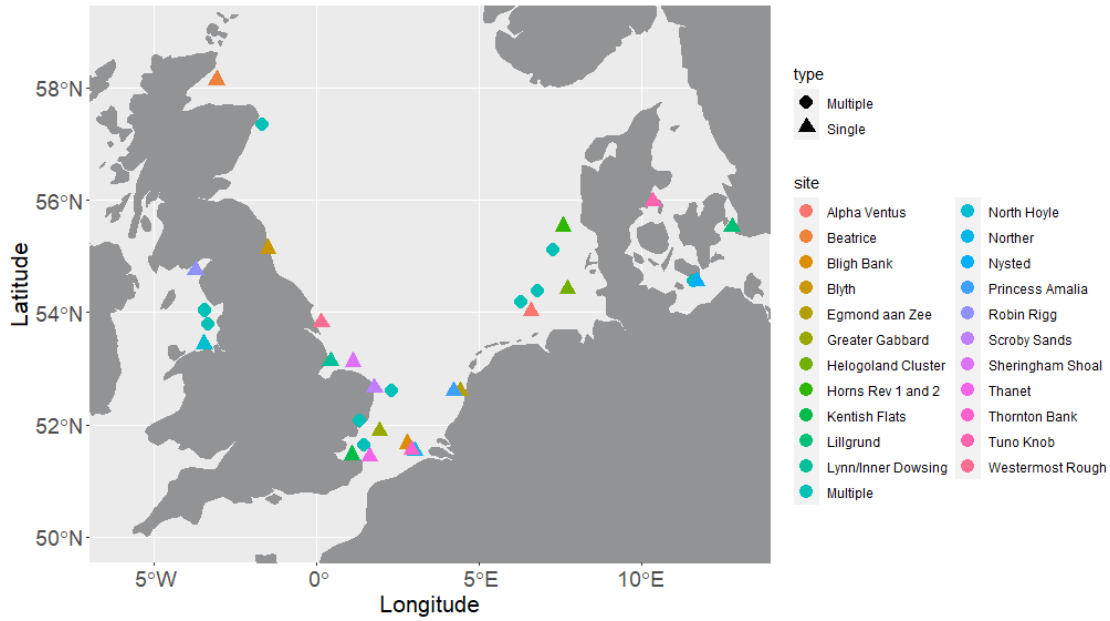 58°N
56°N
54°N
52°N
50°N
Latitude
5°W
0°
5°E
10°E
Longitude
type
Multiple
Single
site
Alpha Ventus
Beatrice
Bligh Bank
Blyth
Egmond aan Zee
Greater Gabbard
Helogoland Cluster
Horns Rev 1 and 2
Kentish Flats
Lillgrund
Lynn/Inner Dowsing
Multiple
North Hoyle
Norther
Nysted
Princess Amalia
Robin Rigg
Scroby Sands
Sheringham Shoal
Thanet
Thornton Bank
Tuno Knob
Westermost Rough